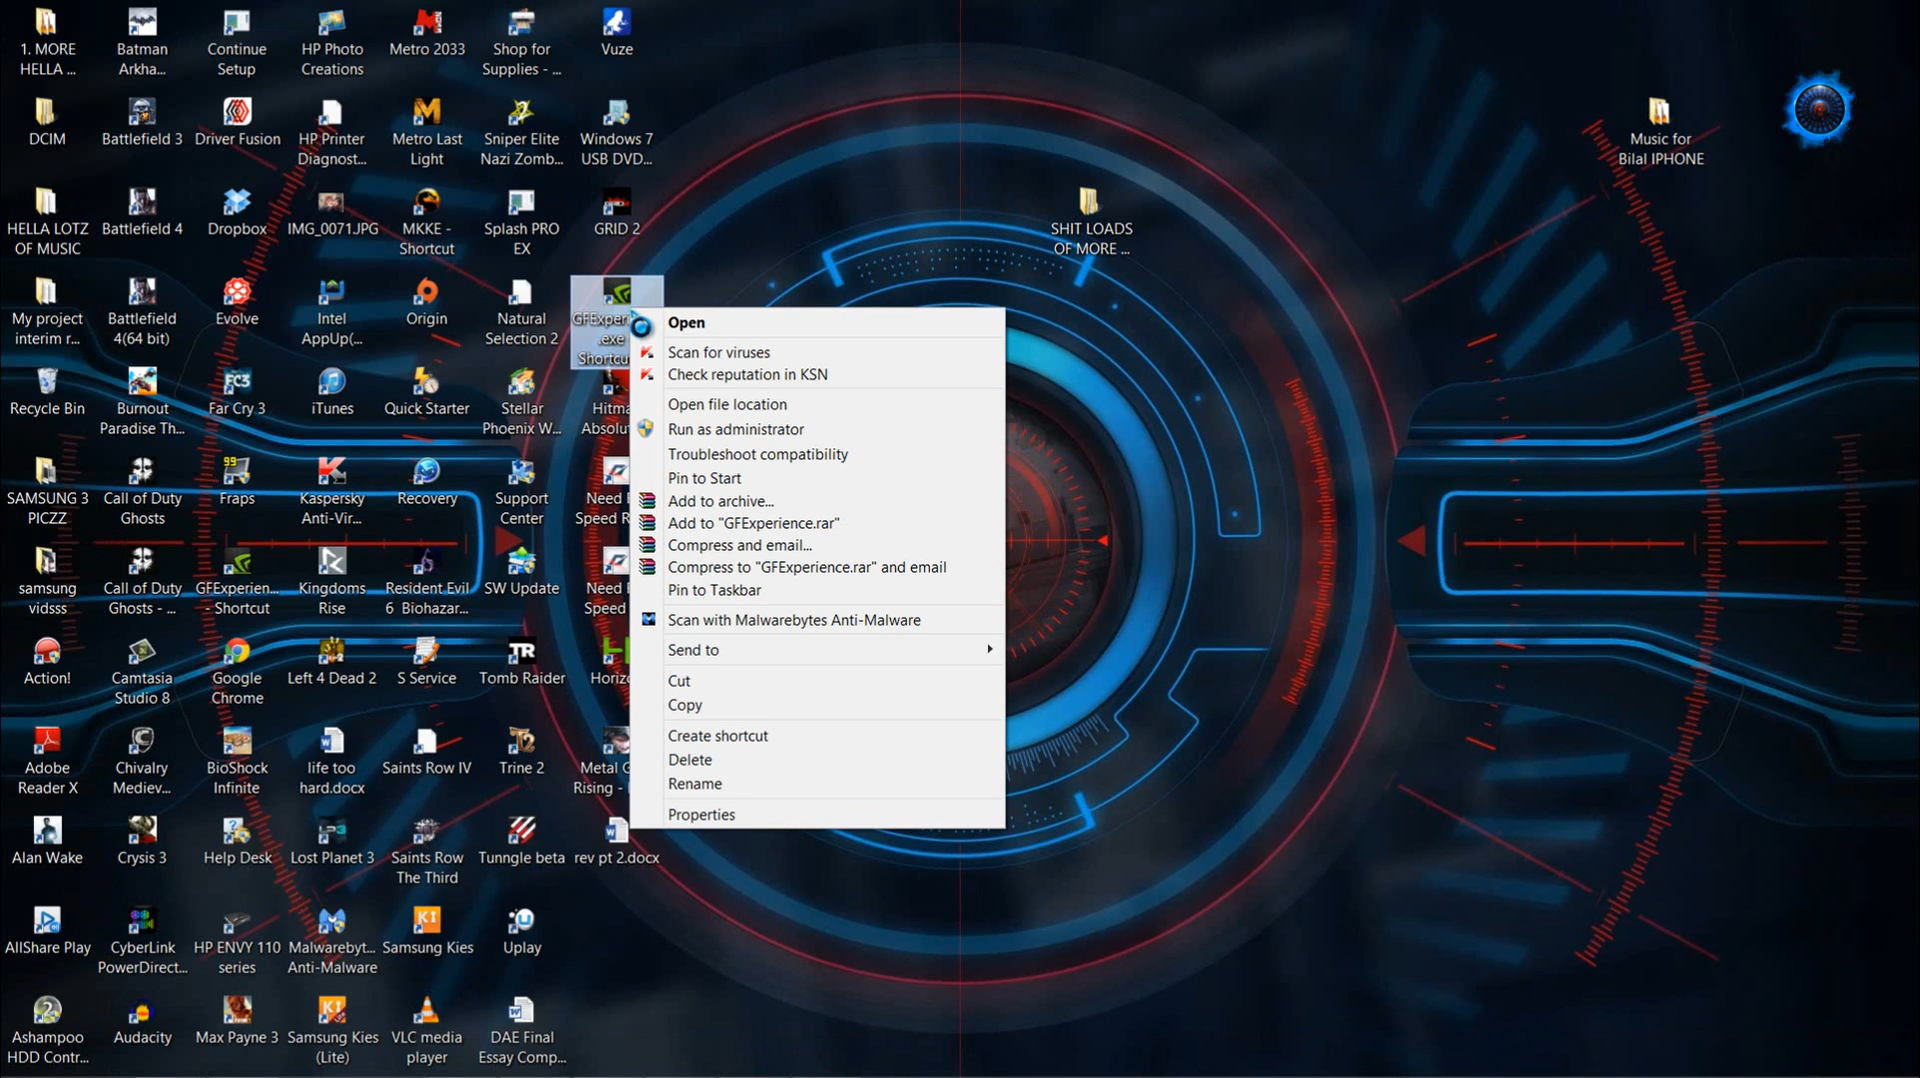 1. MORE
HELLA ...
Batman
Arkha...
Continue
Setup
HP Photo
Creations
Metro 2033
Shop for
Supplies - ...
Vuze
DCIM
Battlefield 3
Driver Fusion
HP Printer
Diagnost...
Metro Last
Light
Sniper Elite
Nazi Zomb...
Windows 7
USB DVD...
Music for
Bilal IPHONE
HELLA LOTZ
OF MUSIC
Battlefield 4
Dropbox
IMG_0071.JPG
MKKE -
Shortcut
Splash PRO
EX
GRID 2
SHIT LOADS
OF MORE ...
My project
interim r...
Battlefield
4(64 bit)
Evolve
Intel
AppUp(...
Origin
Natural
Selection 2
GFExperi
.exe
Shortcu
Recycle Bin
Burnout
Paradise Th...
FC3
Far Cry 3
iTunes
Quick Starter
Stellar
Phoenix W...
Hitma
Absolut
SAMSUNG 3
PICZZ
Call of Duty
Ghosts
99
Fraps
Kaspersky
Anti-Vir...
Recovery
Support
Center
Need
Speed R
samsung
vidsss
Call of Duty
Ghosts - ...
GFExperien...
- Shortcut
Kingdoms
Rise
Resident Evil
6 Biohazar...
SW Update
Need
Speed
Action!
Camtasia
Studio 8
Google
Chrome
Left 4 Dead 2
S Service
TR
Tomb Raider
Horizo
Adobe
Reader X
Chivalry
Mediev...
BioShock
Infinite
life too
hard.docx
Saints Row IV
Trine 2
Metal G
Rising -
Alan Wake
Crysis 3
Help Desk
Lost Planet 3
Saints Row
The Third
Tunngle beta
rev pt 2.docx
AllShare Play
CyberLink
PowerDirect...
HP ENVY 110
series
Malwarebyt...
Anti-Malware
KI
Samsung Kies
Uplay
Ashampoo
HDD Contr...
Audacity
Max Payne 3
KI
Samsung Kies
(Lite)
VLC media
player
DAE Final
Essay Comp...
Open
Scan for viruses
Check reputation in KSN
Open file location
Run as administrator
Troubleshoot compatibility
Pin to Start
Add to archive...
Add to "GFExperience.rar"
Compress and email...
Compress to "GFExperience.rar" and email
Pin to Taskbar
Scan with Malwarebytes Anti-Malware
Send to
Cut
Copy
Create shortcut
Delete
Rename
Properties